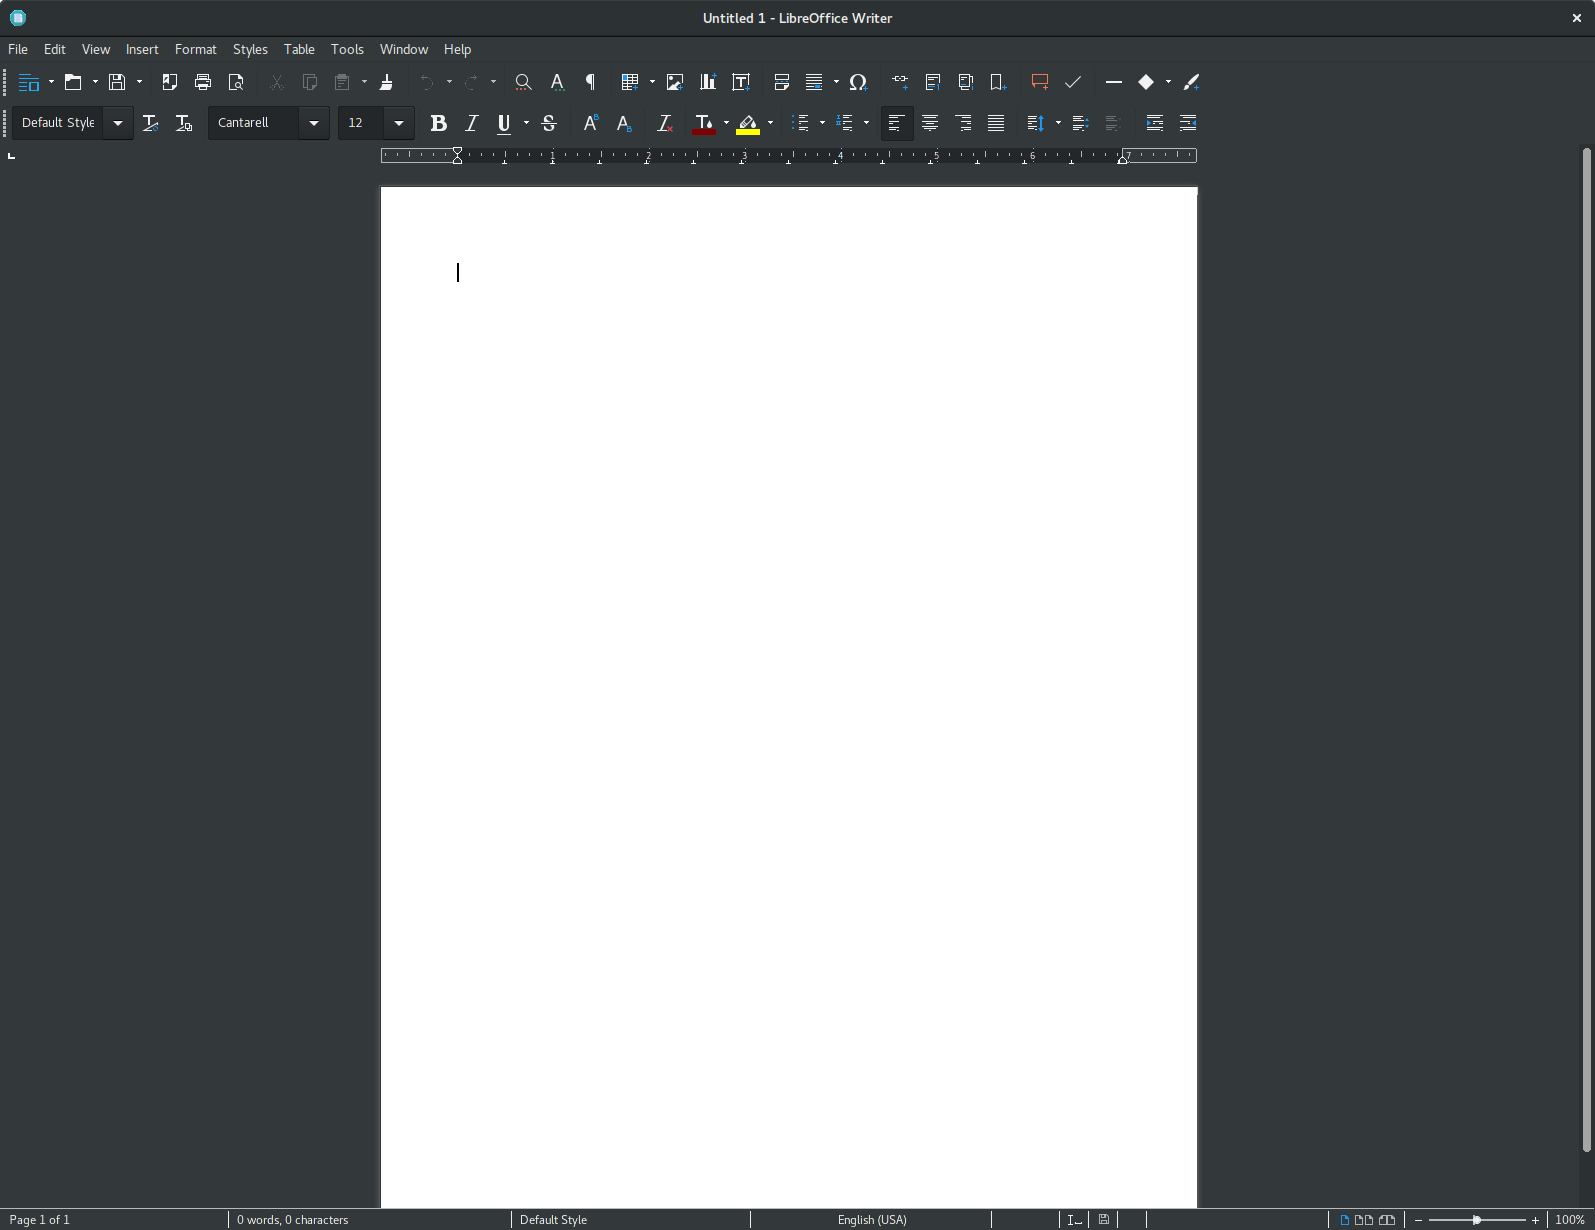 Untitled 1 - LibreOffice Writer
File Edit View Insert Format Styles Table Tools Window Help
Default Style Cantarell 12
1 2 3 4 5 6 7
Page 1 of 1 0 words, 0 characters Default Style English (USA) 100%